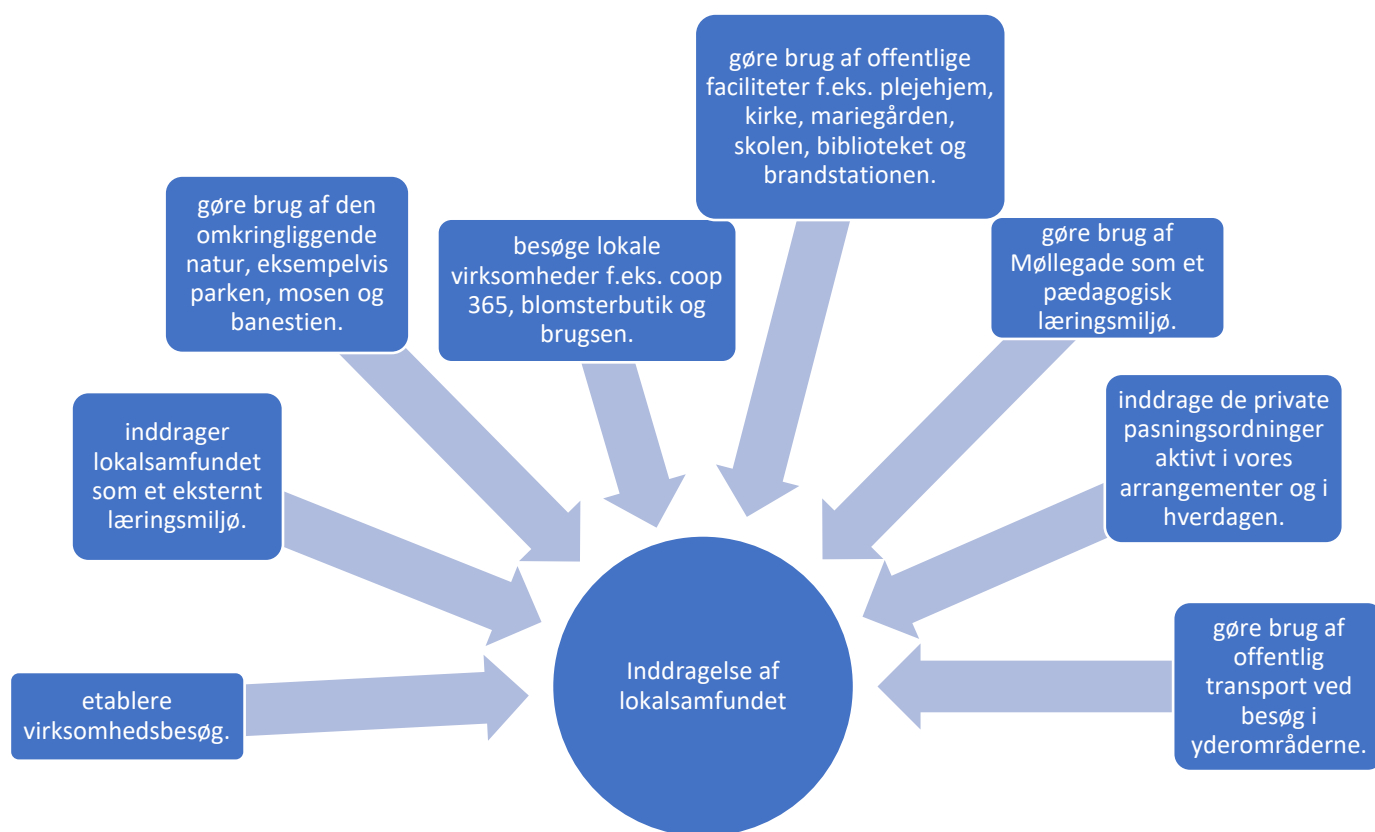 etablere
virksomhedsbesøg.
inddrager
lokalsamfundet
som et eksternt
læringsmiljø.
gøre brug af den
omkringliggende
natur, eksempelvis
parken, mosen og
banestien.
besøge lokale
virksomheder f.eks. coop
365, blomsterbutik og
brugsen.
gøre brug af offentlige
faciliteter f.eks. plejehjem,
kirke, mariegården,
skolen, biblioteket og
brandstationen.
gøre brug af
Møllegade som et
pædagogisk
læringsmiljø.
inddrage de private
pasningsordninger
aktivt i vores
arrangementer og i
hverdagen.
gøre brug af
offentlig
transport ved
besøg i
yderområderne.
Inddragelse af
lokalsamfundet